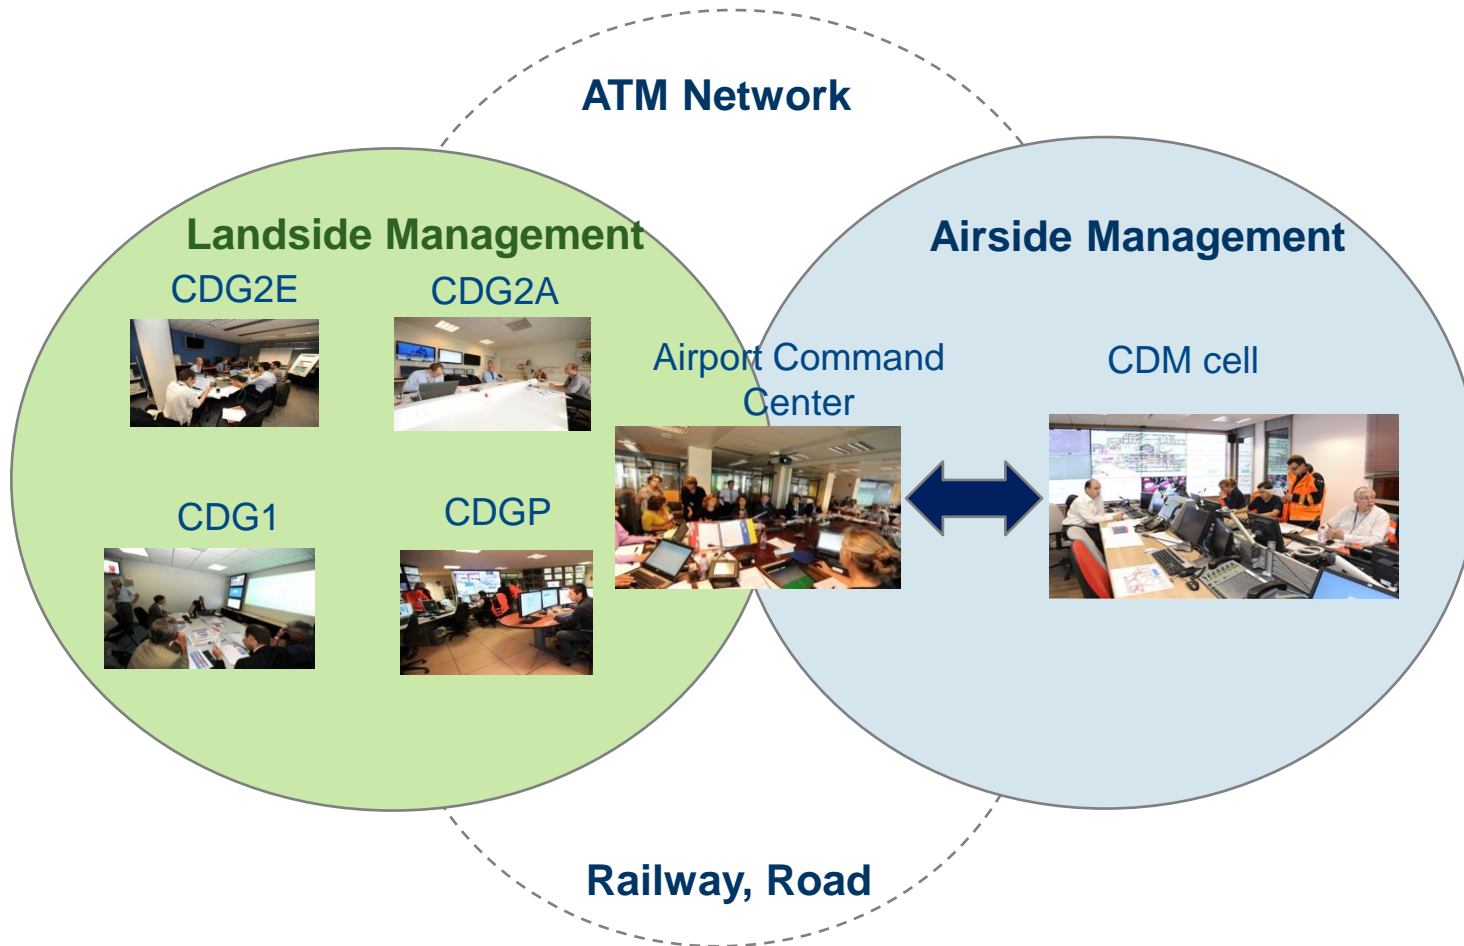 ATM Network
Landside Management
Airside Management
CDG2E
CDG2A
Airport Command
Center
CDM cell
CDG1
CDGP
Railway, Road